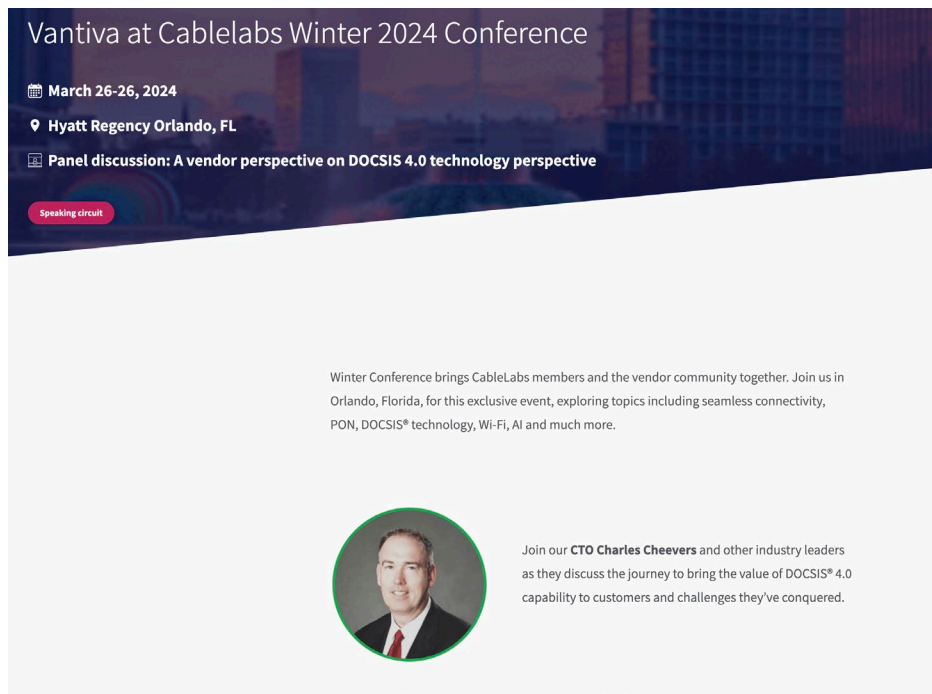 Vantiva at Cablelabs Winter 2024 Conference
March 26-26, 2024
Hyatt Regency Orlando, FL
Panel discussion: A vendor perspective on DOCSIS 4.0 technology perspective
Speaking circuit
Winter Conference brings CableLabs members and the vendor community together. Join us in
Orlando, Florida, for this exclusive event, exploring topics including seamless connectivity,
PON, DOCSIS® technology, Wi-Fi, AI and much more.
Join our CTO Charles Cheevers and other industry leaders
as they discuss the journey to bring the value of DOCSIS® 4.0
capability to customers and challenges they've conquered.